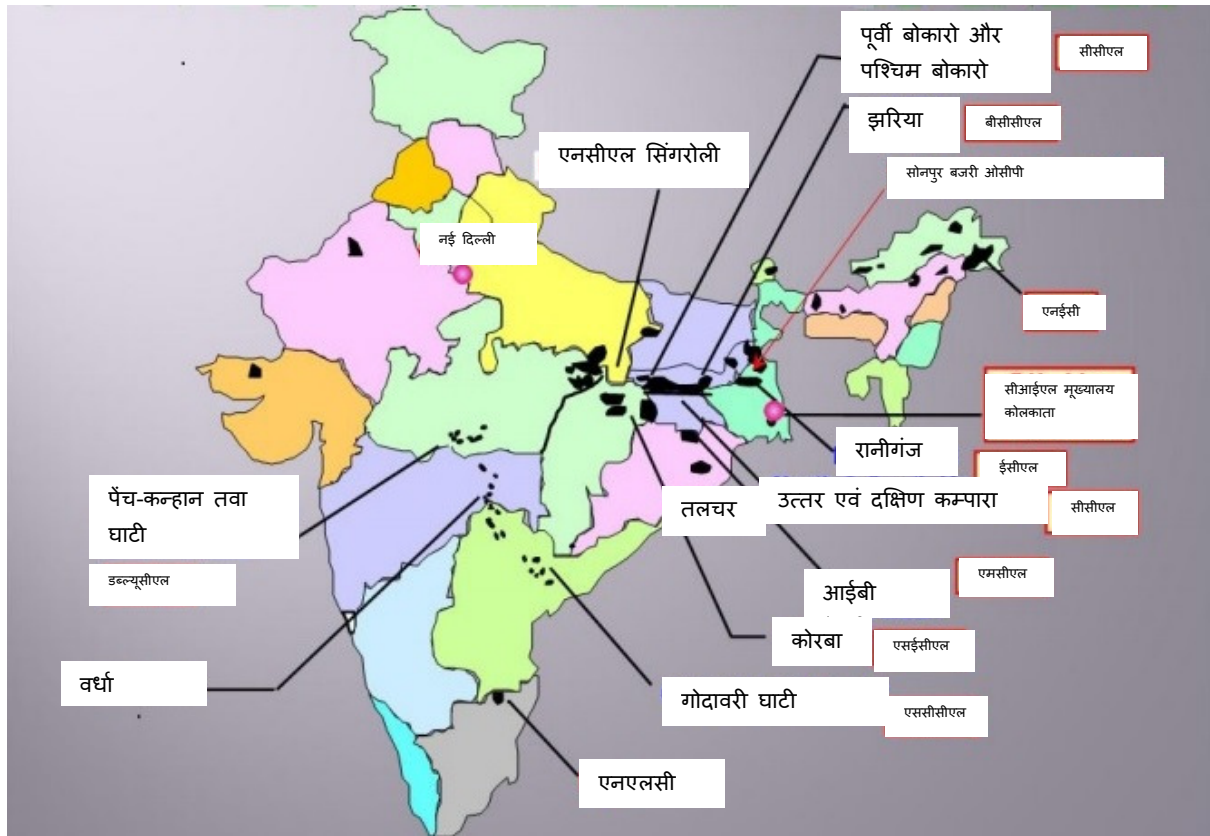 पूर्वी बोकारो और
पश्चिम बोकारो
सीसीएल
झरिया
बीसीसीएल
एनसीएल सिंगरोली
सोनपुर बजरी ओसीपी
नई दिल्ली
एनईसी
सीआईएल मूख्यालय
कोलकाता
रानीगंज
ईसीएल
पेंच-कन्हान तवा
घाटी
डब्ल्यूसीएल
तलचर
उत्तर एवं दक्षिण कम्पारा
सीसीएल
आईबी
एमसीएल
कोरबा
एसईसीएल
वर्धा
गोदावरी घाटी
एससीसीएल
एनएलसी